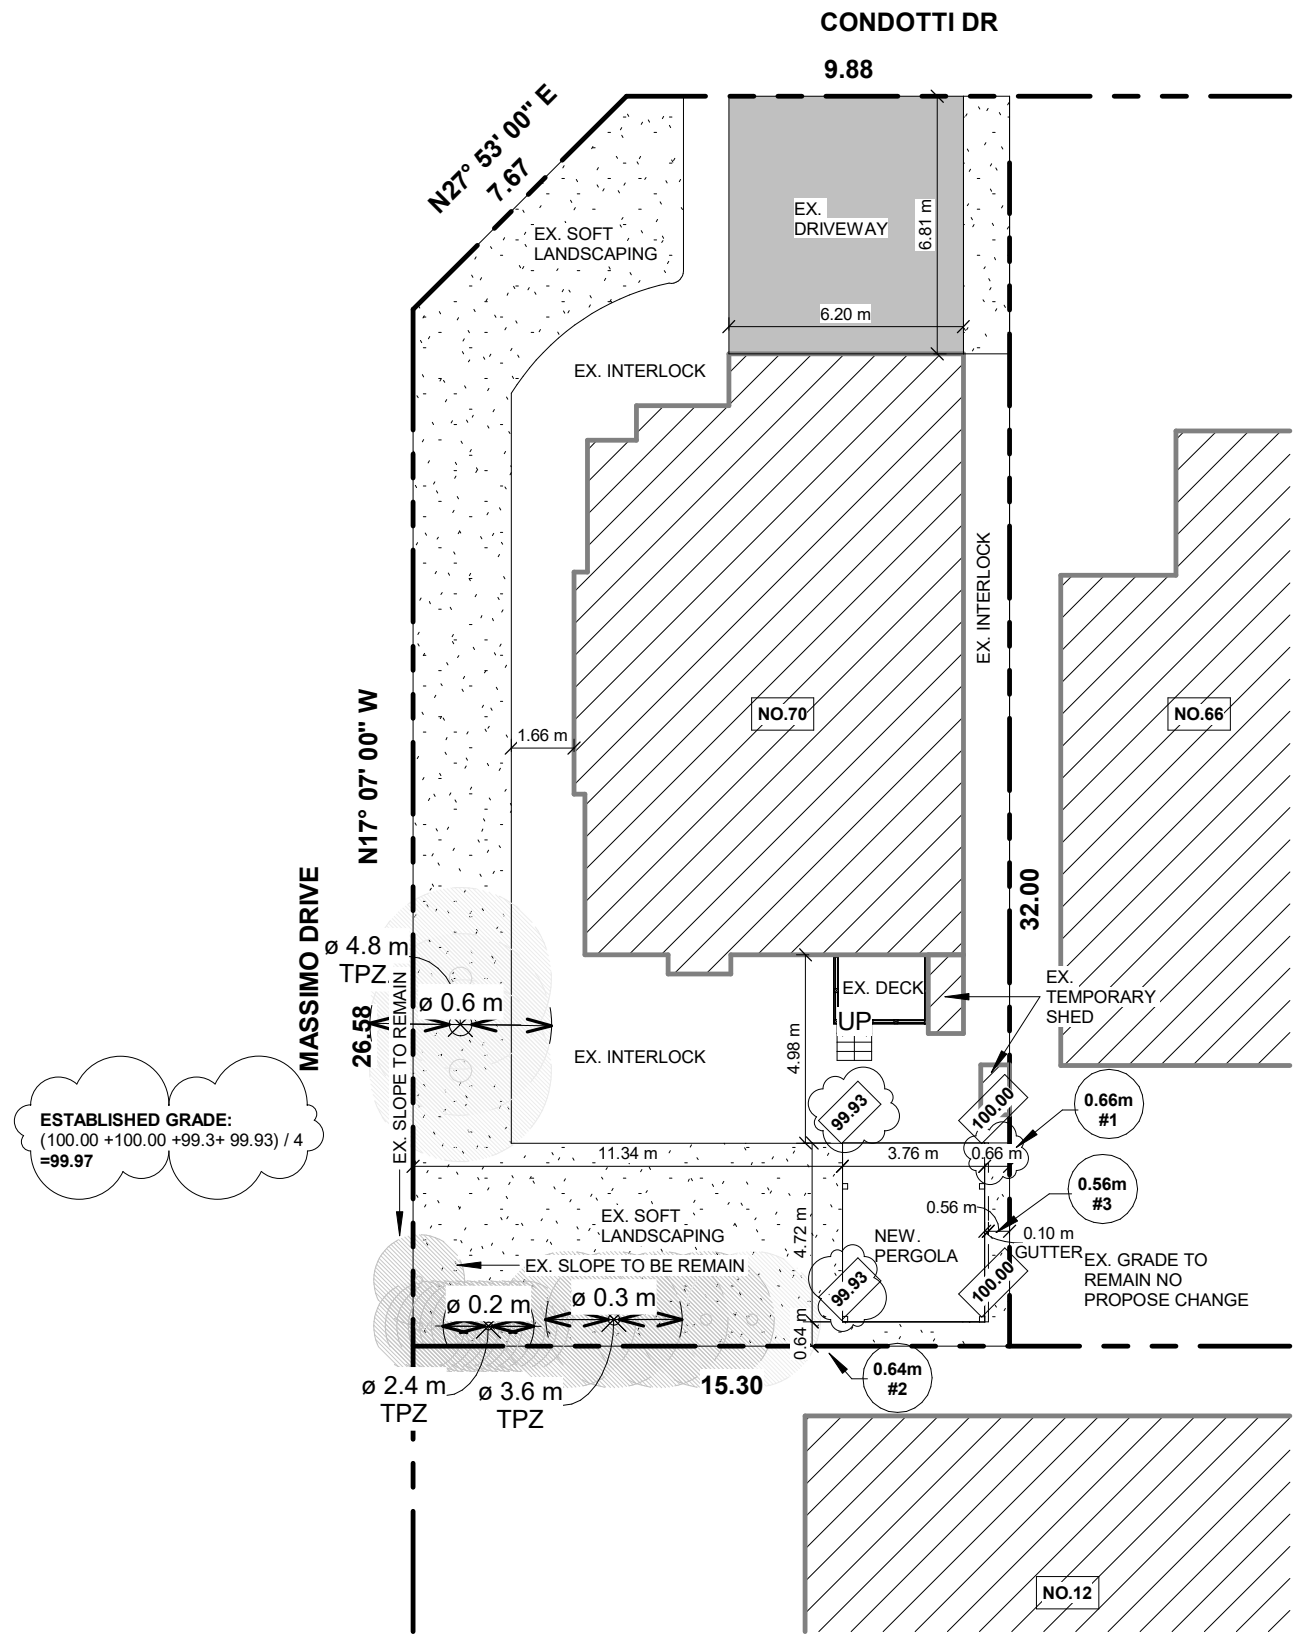 CONDOTTI DR
9.88
N27° 53' 00" E
7.67
EX. SOFT
LANDSCAPING
EX.
DRIVEWAY
6.81 m
6.20 m
EX. INTERLOCK
EX. INTERLOCK
NO.70
NO.66
1.66 m
N17° 07' 00" W
MASSIMO DRIVE
26.58
32.00
ø 4.8 m
TPZ
ø 0.6 m
EX. SLOPE TO REMAIN
EX. DECK
UP
EX.
TEMPORARY
SHED
4.98 m
EX. INTERLOCK
ESTABLISHED GRADE:
(100.00 +100.00 +99.3+ 99.93) / 4
=99.97
99.93
100.00
0.66m
#1
11.34 m
3.76 m
0.66 m
0.56m
#3
0.56 m
0.10 m
GUTTER
EX. SOFT
LANDSCAPING
4.72 m
NEW.
PERGOLA
EX. SLOPE TO BE REMAIN
99.93
100.00
EX. GRADE TO
REMAIN NO
PROPOSE CHANGE
ø 0.2 m
ø 0.3 m
0.64 m
0.64m
#2
ø 2.4 m
TPZ
ø 3.6 m
TPZ
15.30
NO.12